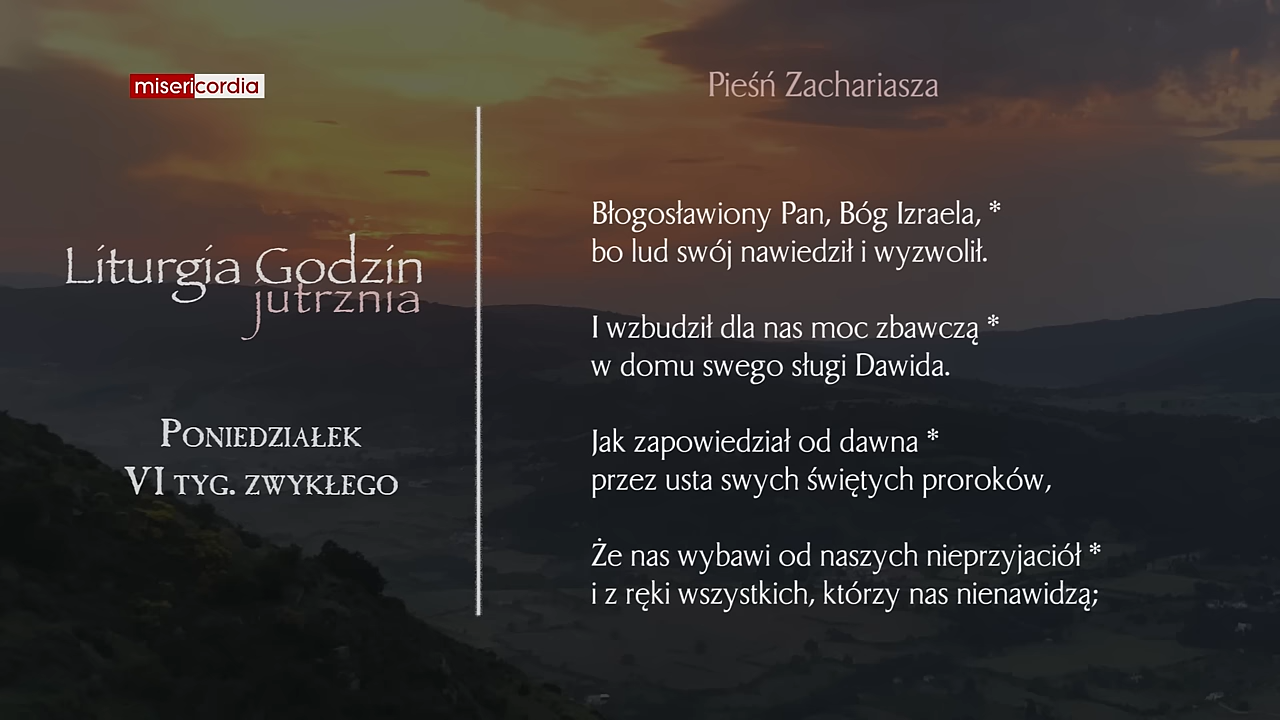 misericordia
Liturgia Godzin
jutrznia
Poniedziałek
VI tyg. zwykłego
Pieśń Zachariasza
Błogosławiony Pan, Bóg Izraela, *
bo lud swój nawiedził i wyzwolił.
I wzbudził dla nas moc zbawczą *
w domu swego sługi Dawida.
Jak zapowiedział od dawna *
przez usta swych świętych proroków,
Że nas wybawi od naszych nieprzyjaciół *
i z ręki wszystkich, którzy nas nienawidzą;